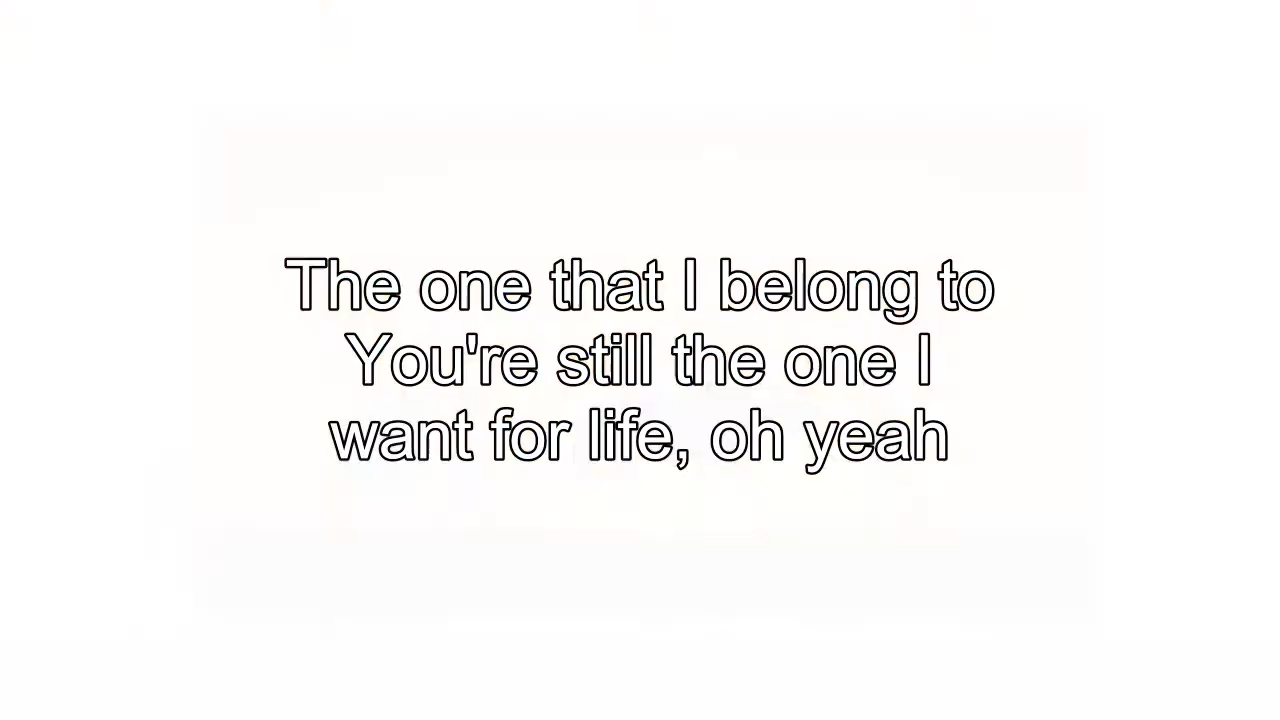 The one that I belong to
You're still the one I
want for life, oh yeah